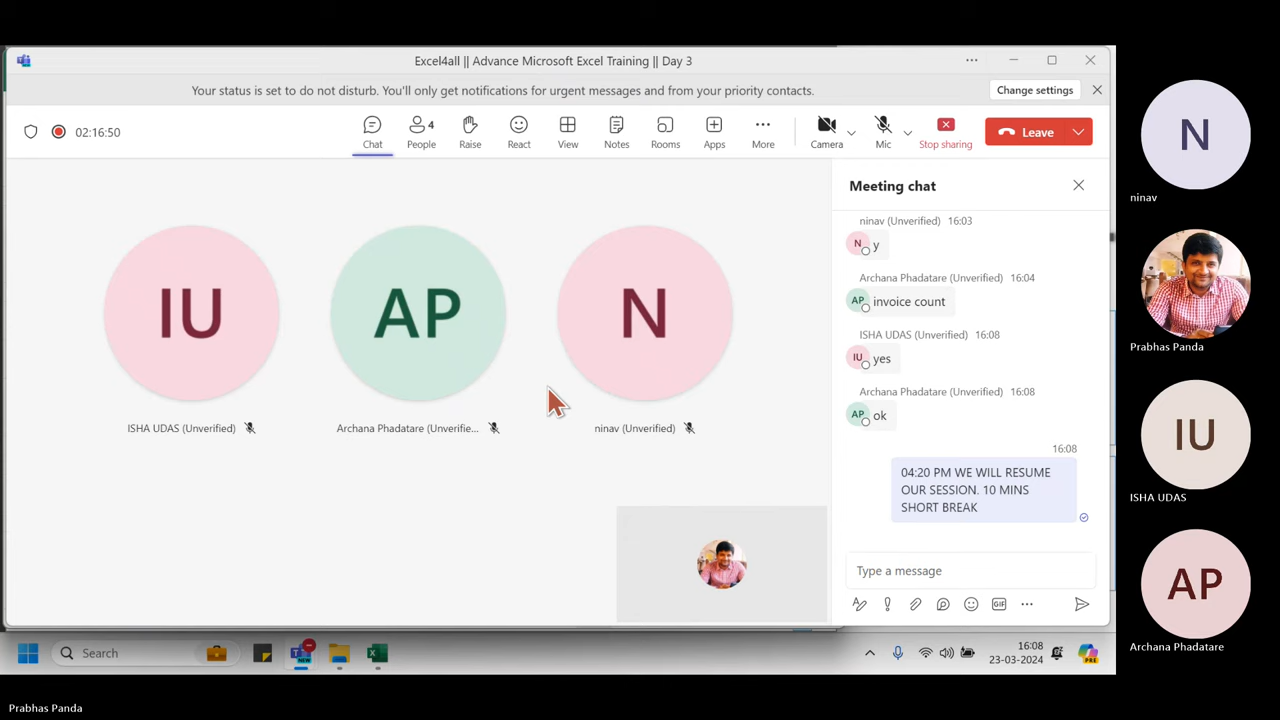 Excel4all || Advance Microsoft Excel Training || Day 3
Your status is set to do not disturb. You'll only get notifications for urgent messages and from your priority contacts.
Change settings
02:16:50
Chat
4
People
Raise
React
View
Notes
Rooms
Apps
More
Camera
Mic
Stop sharing
Leave
IU
ISHA UDAS (Unverified)
AP
Archana Phadatare (Unverifie...
N
ninav (Unverified)
Meeting chat
ninav (Unverified) 16:03
N y
Archana Phadatare (Unverified) 16:04
AP invoice count
ISHA UDAS (Unverified) 16:08
IU yes
Archana Phadatare (Unverified) 16:08
AP ok
16:08
04:20 PM WE WILL RESUME
OUR SESSION. 10 MINS
SHORT BREAK
Type a message
GIF
Search
NEW
16:08
23-03-2024
PRE
N
ninav
Prabhas Panda
IU
ISHA UDAS
AP
Archana Phadatare
Prabhas Panda